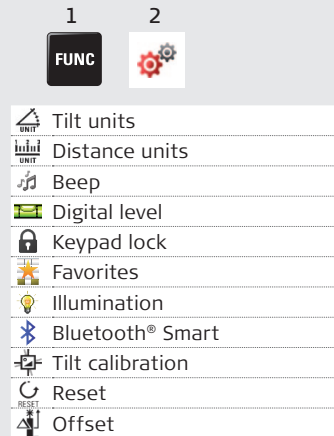 1 2
FUNC
UNIT Tilt units
UNIT Distance units
Beep
Digital level
Keypad lock
Favorites
Illumination
Bluetooth® Smart
Tilt calibration
RESET Reset
Offset